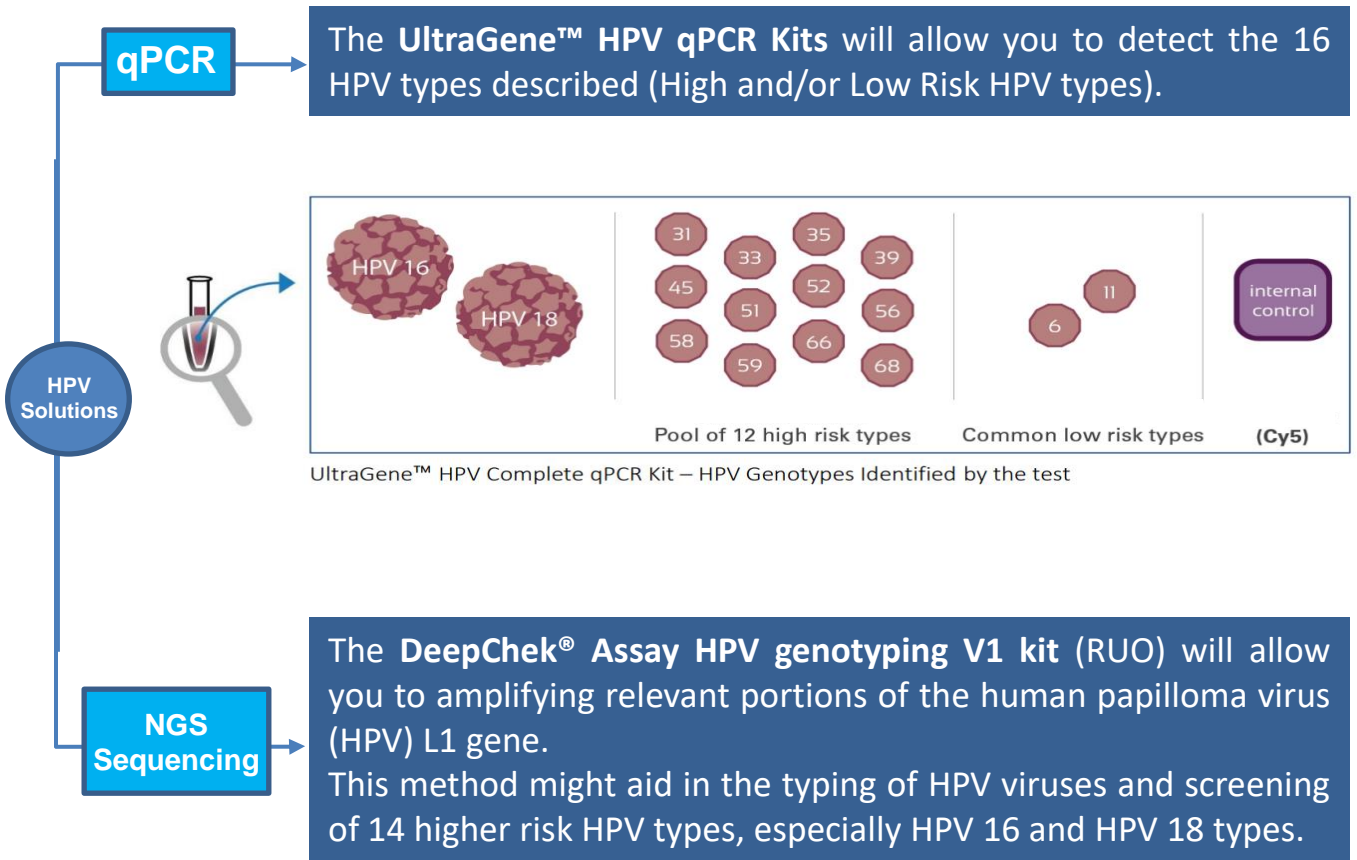 qPCR
The UltraGene™ HPV qPCR Kits will allow you to detect the 16
HPV types described (High and/or Low Risk HPV types).
HPV 16
HPV 18
31
33
35
39
45
51
52
56
58
59
66
68
11
6
internal
control
Pool of 12 high risk types
Common low risk types
(Cy5)
UltraGene™ HPV Complete qPCR Kit – HPV Genotypes Identified by the test
HPV
Solutions
NGS
Sequencing
The DeepChek® Assay HPV genotyping V1 kit (RUO) will allow
you to amplifying relevant portions of the human papilloma virus
(HPV) L1 gene.
This method might aid in the typing of HPV viruses and screening
of 14 higher risk HPV types, especially HPV 16 and HPV 18 types.